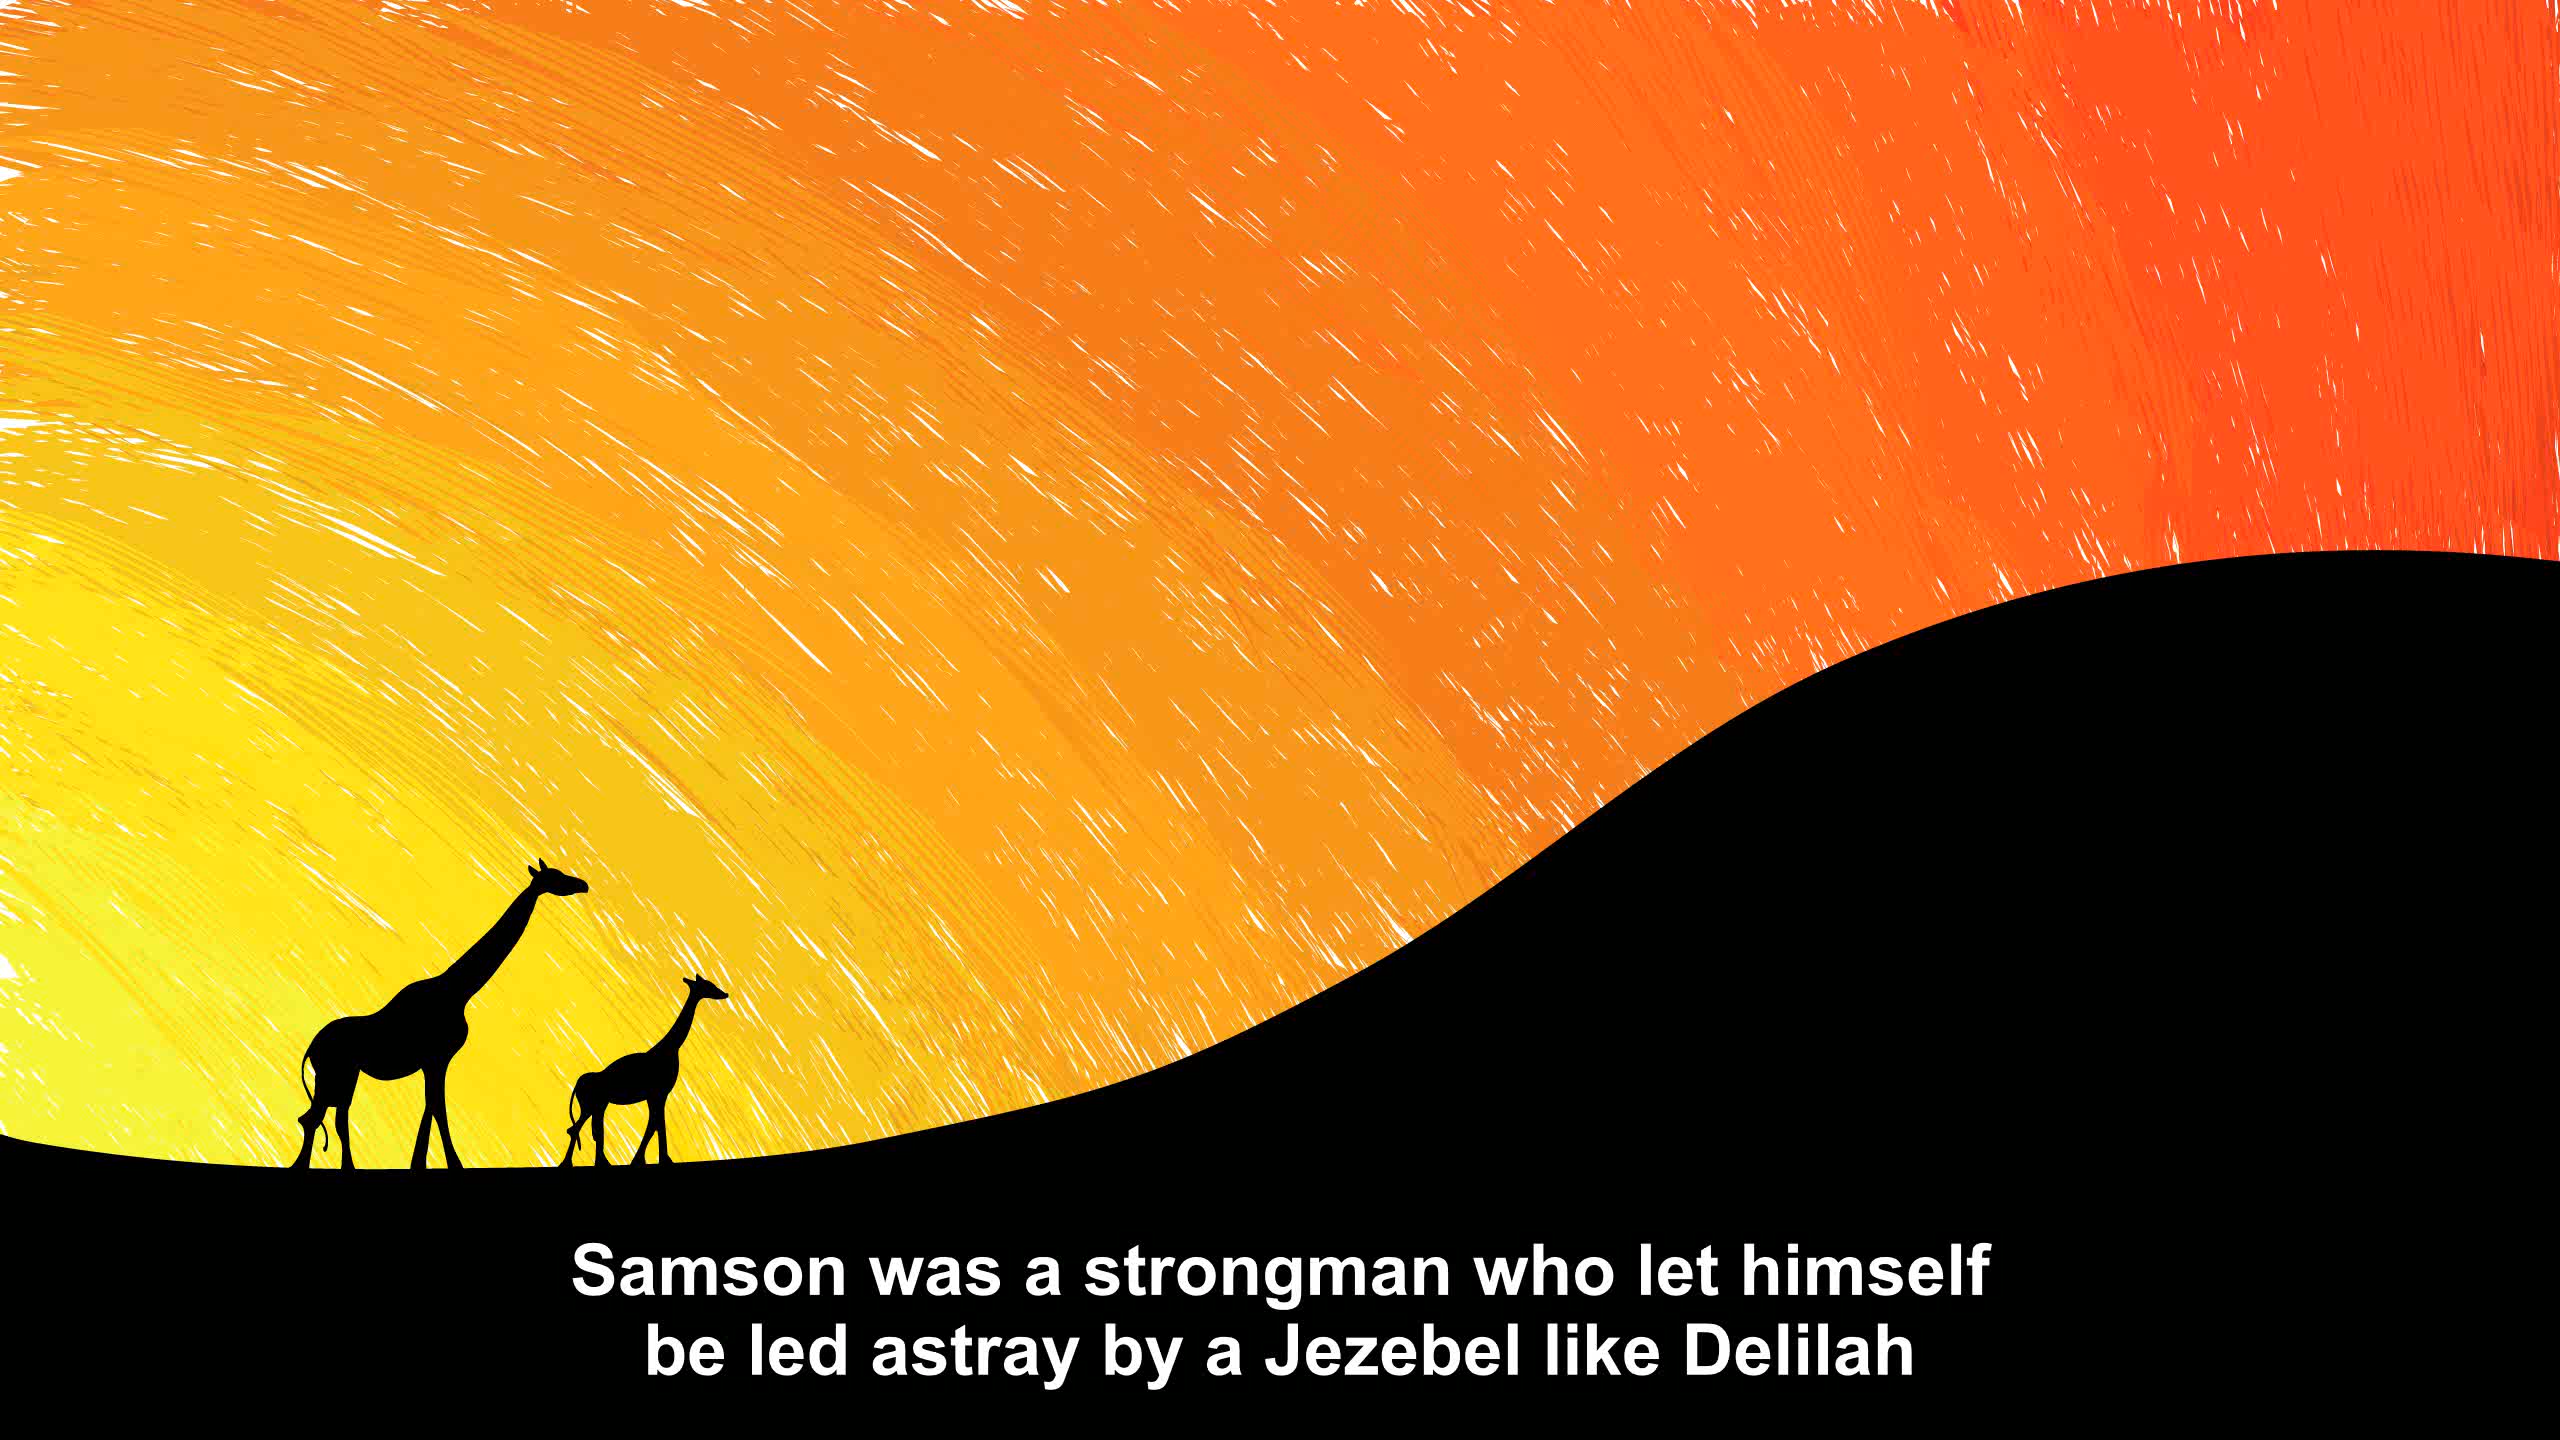 Samson was a strongman who let himself
be led astray by a Jezebel like Delilah